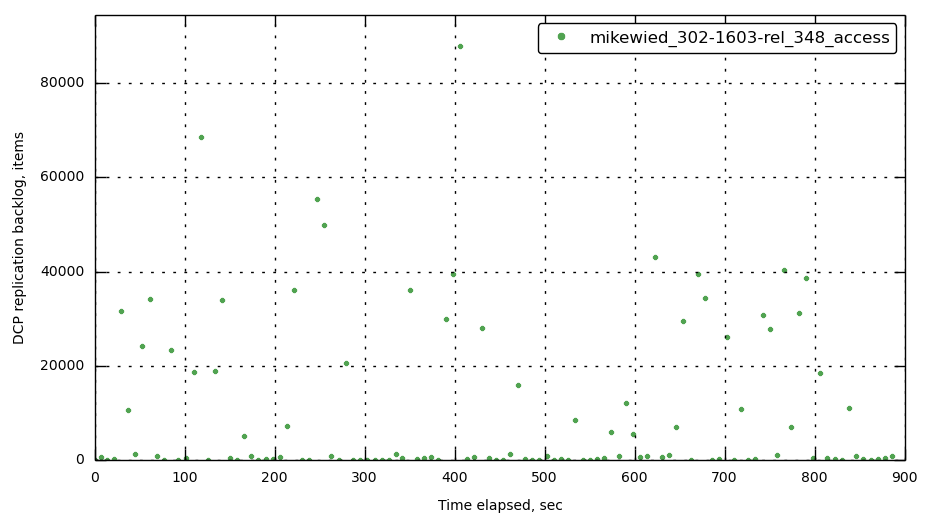 mikewied_302-1603-rel_348_access
80000
60000
40000
20000
0
DCP replication backlog, items
0 100 200 300 400 500 600 700 800 900
Time elapsed, sec